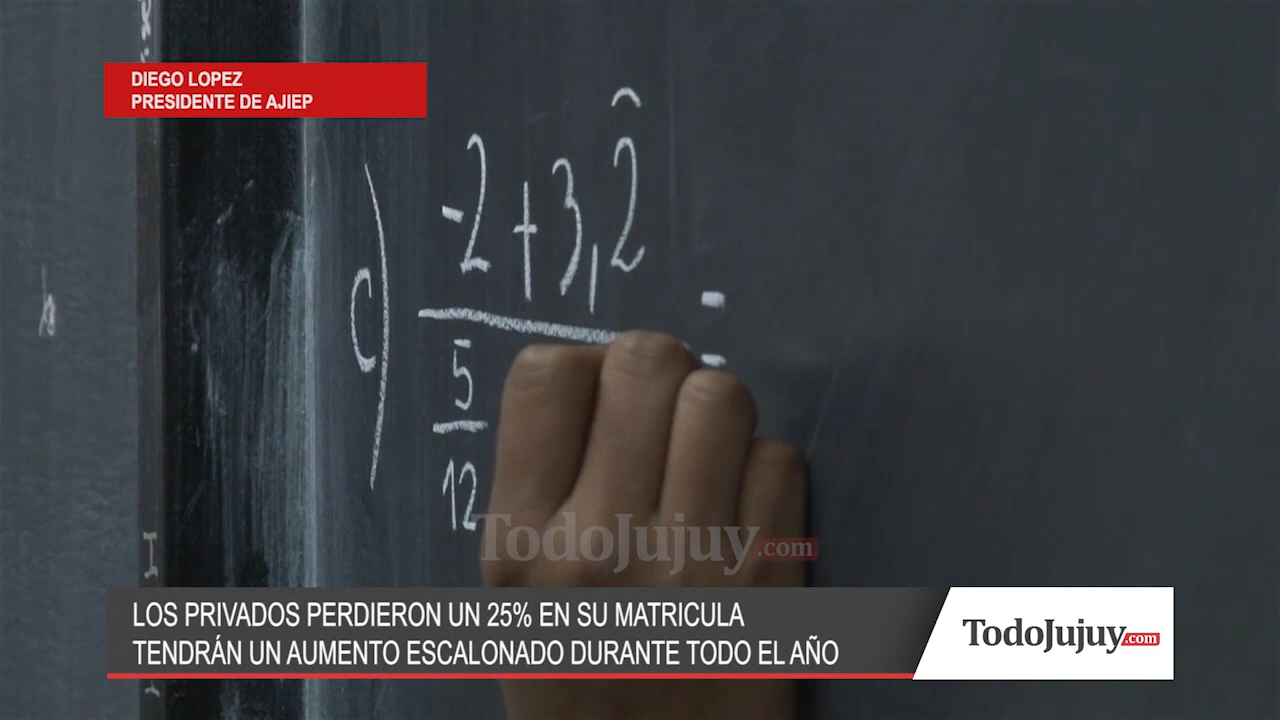 DIEGO LOPEZ
PRESIDENTE DE AJIEP
c) -2 + 3,2̂ =
5
12
TodoJujuy.com
LOS PRIVADOS PERDIERON UN 25% EN SU MATRICULA
TENDRÁN UN AUMENTO ESCALONADO DURANTE TODO EL AÑO
TodoJujuy.com